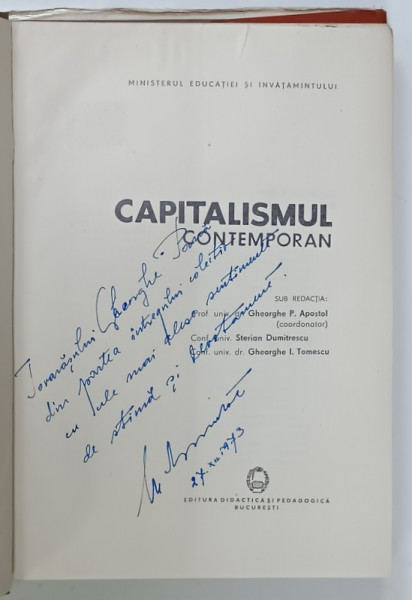 MINISTERUL EDUCAȚIEI ȘI INVĂȚĂMINTULUI
CAPITALISMUL
CONTEMPORAN
SUB REDACȚIA:
Prof. univ. dr. Gheorghe P. Apostol
(coordonator)
Conf. univ. Sterian Dumitrescu
Conf. univ. dr. Gheorghe I. Tomescu
Tovarășului Gheorghe
din partea întregului colectiv
cu cele mai alese sentimente
de stimă și devotament.
27.XII.1973
EDITURA DIDACTICĂ ȘI PEDAGOGICĂ
BUCUREȘTI